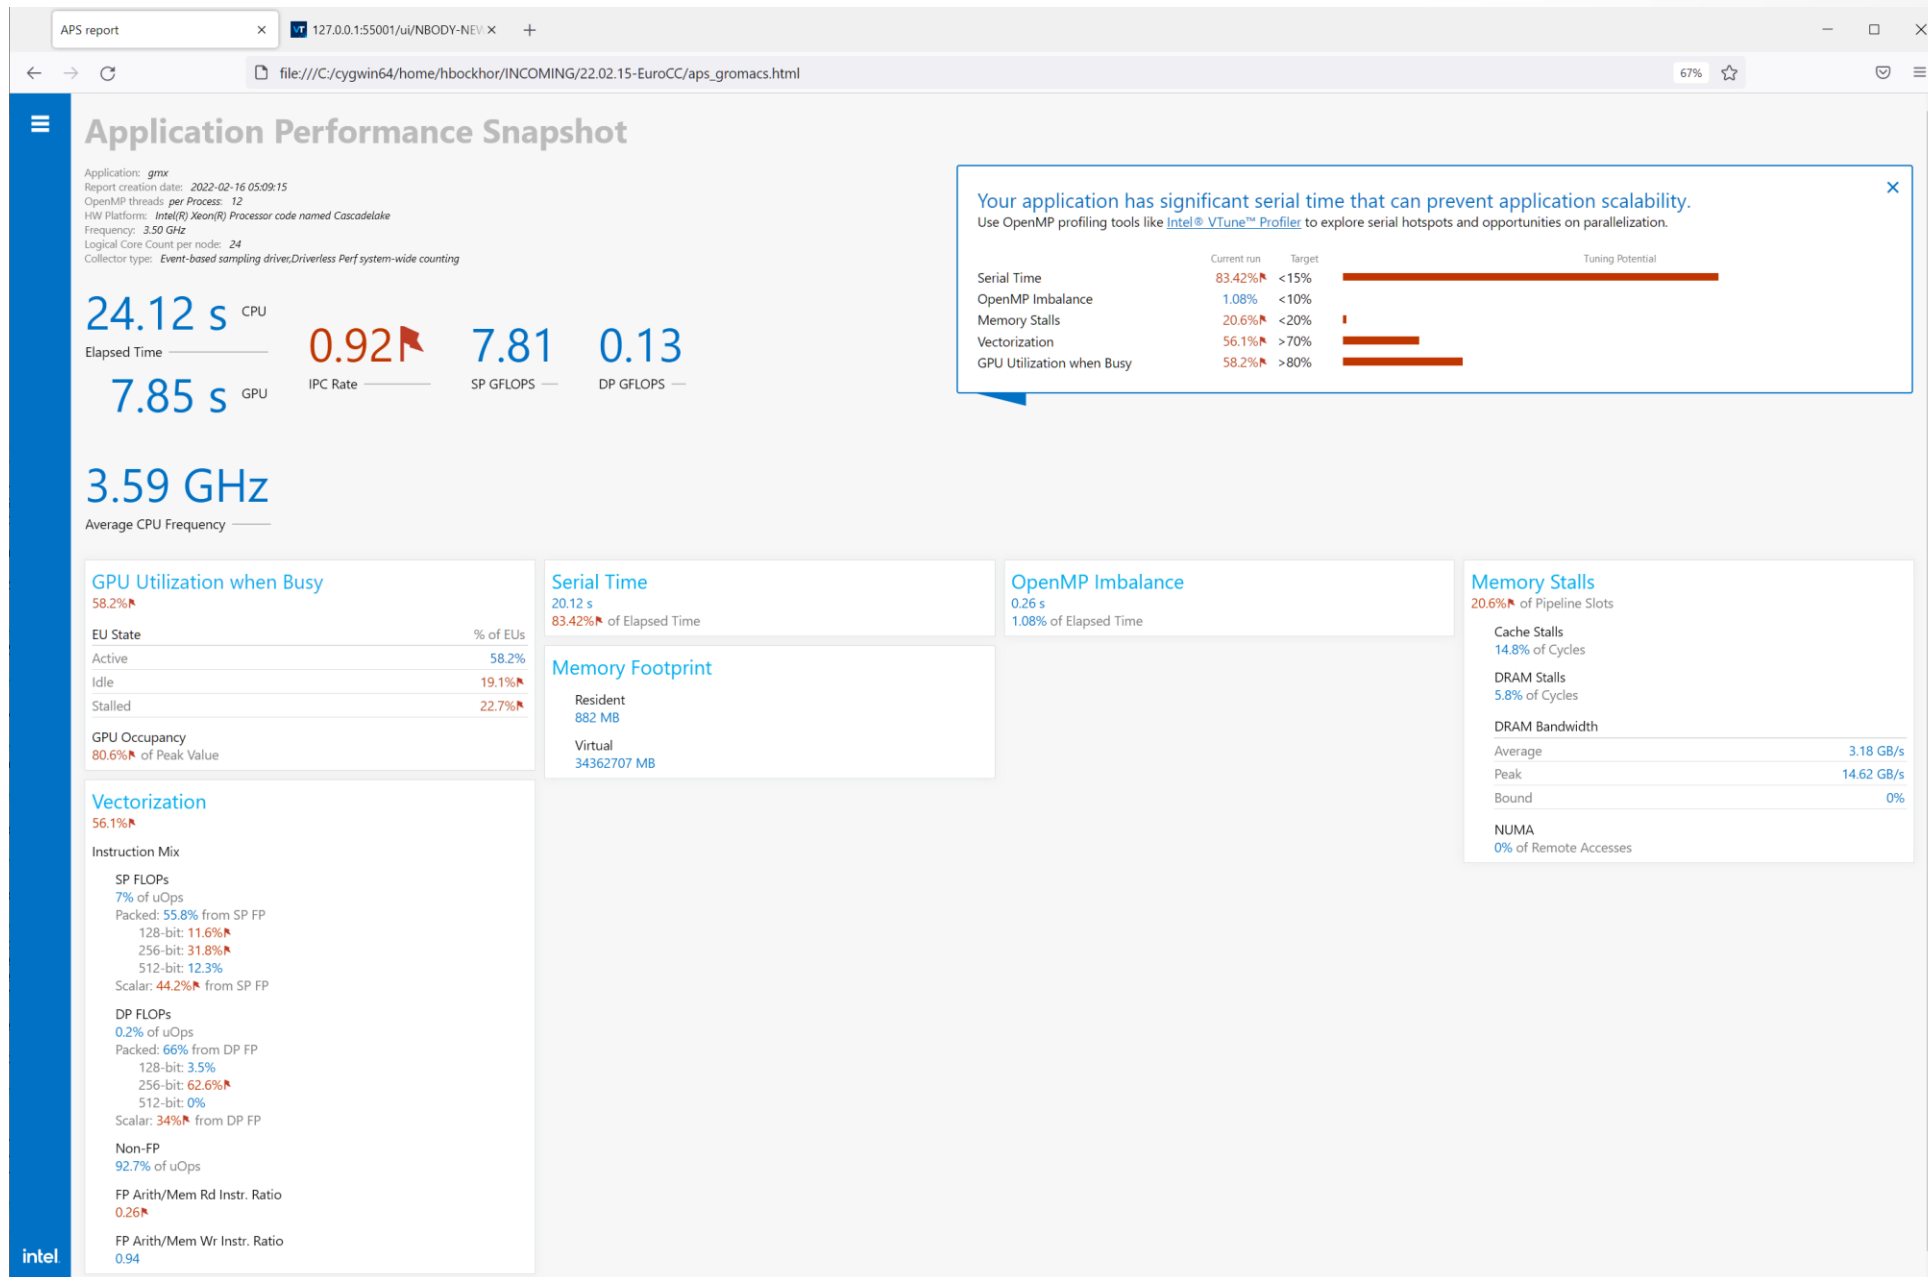 APS report
VT 127.0.0.1:55001/ui/NBODY-NEW
file:///C:/cygwin64/home/hbockhor/INCOMING/22.02.15-EuroCC/aps_gromacs.html
67%
Application Performance Snapshot
Application: gmx
Report creation date: 2022-02-16 05:09:15
OpenMP threads per Process: 12
HW Platform: Intel(R) Xeon(R) Processor code named Cascadelake
Frequency: 3.50 GHz
Logical Core Count per node: 24
Collector type: Event-based sampling driver,Driverless Perf system-wide counting
24.12 s CPU
Elapsed Time
7.85 s GPU
0.92
IPC Rate
7.81
SP GFLOPS
0.13
DP GFLOPS
3.59 GHz
Average CPU Frequency
Your application has significant serial time that can prevent application scalability.
Use OpenMP profiling tools like Intel® VTune™ Profiler to explore serial hotspots and opportunities on parallelization.
Current run Target Tuning Potential
Serial Time 83.42% <15%
OpenMP Imbalance 1.08% <10%
Memory Stalls 20.6% <20%
Vectorization 56.1% >70%
GPU Utilization when Busy 58.2% >80%
GPU Utilization when Busy
58.2%
EU State % of EUs
Active 58.2%
Idle 19.1%
Stalled 22.7%
GPU Occupancy
80.6% of Peak Value
Vectorization
56.1%
Instruction Mix
SP FLOPs
7% of uOps
Packed: 55.8% from SP FP
128-bit: 11.6%
256-bit: 31.8%
512-bit: 12.3%
Scalar: 44.2% from SP FP
DP FLOPs
0.2% of uOps
Packed: 66% from DP FP
128-bit: 3.5%
256-bit: 62.6%
512-bit: 0%
Scalar: 34% from DP FP
Non-FP
92.7% of uOps
FP Arith/Mem Rd Instr. Ratio
0.26
FP Arith/Mem Wr Instr. Ratio
0.94
Serial Time
20.12 s
83.42% of Elapsed Time
Memory Footprint
Resident
882 MB
Virtual
34362707 MB
OpenMP Imbalance
0.26 s
1.08% of Elapsed Time
Memory Stalls
20.6% of Pipeline Slots
Cache Stalls
14.8% of Cycles
DRAM Stalls
5.8% of Cycles
DRAM Bandwidth
Average 3.18 GB/s
Peak 14.62 GB/s
Bound 0%
NUMA
0% of Remote Accesses
intel.